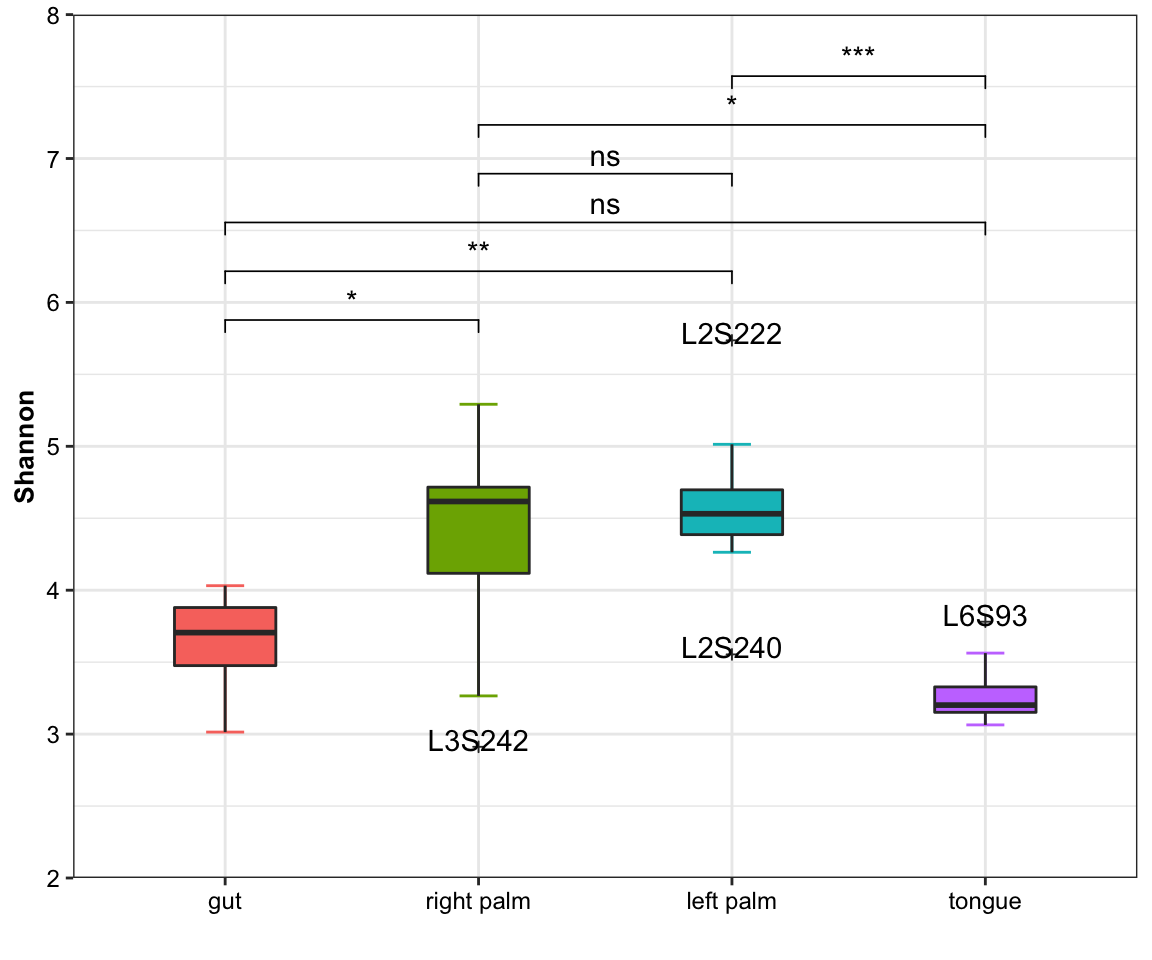 8
***
*
7
ns
ns
**
6
*
L2S222
Shannon
5
4
L6S93
L2S240
3
L3S242
2
gut right palm left palm tongue